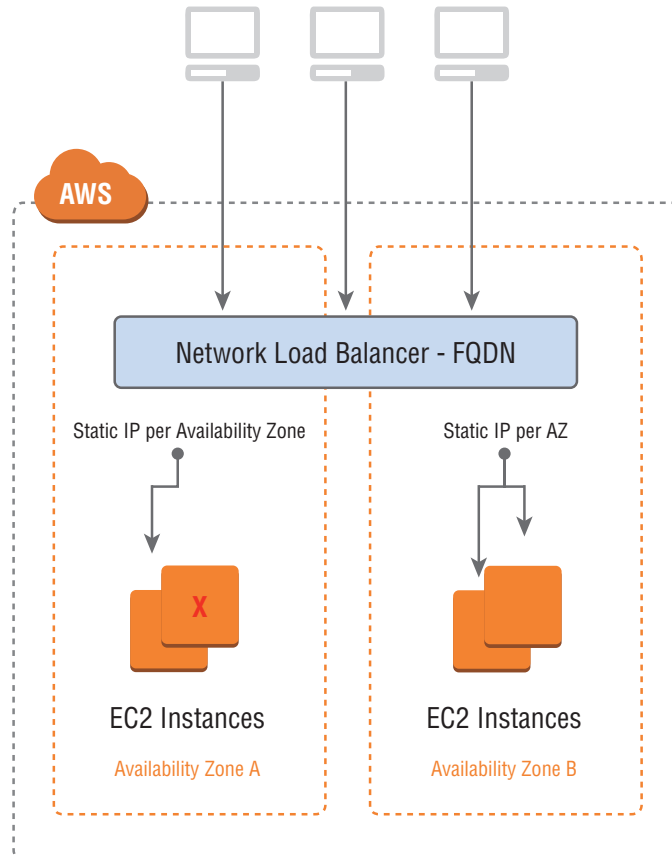 AWS
Network Load Balancer - FQDN
Static IP per Availability Zone
Static IP per AZ
X
EC2 Instances
EC2 Instances
Availability Zone A
Availability Zone B